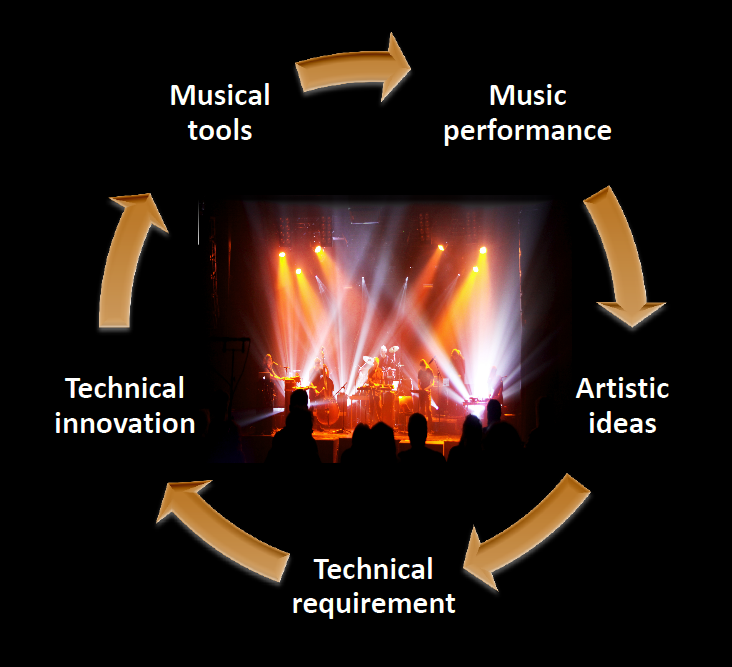 Musical
tools
Music
performance
Artistic
ideas
Technical
requirement
Technical
innovation